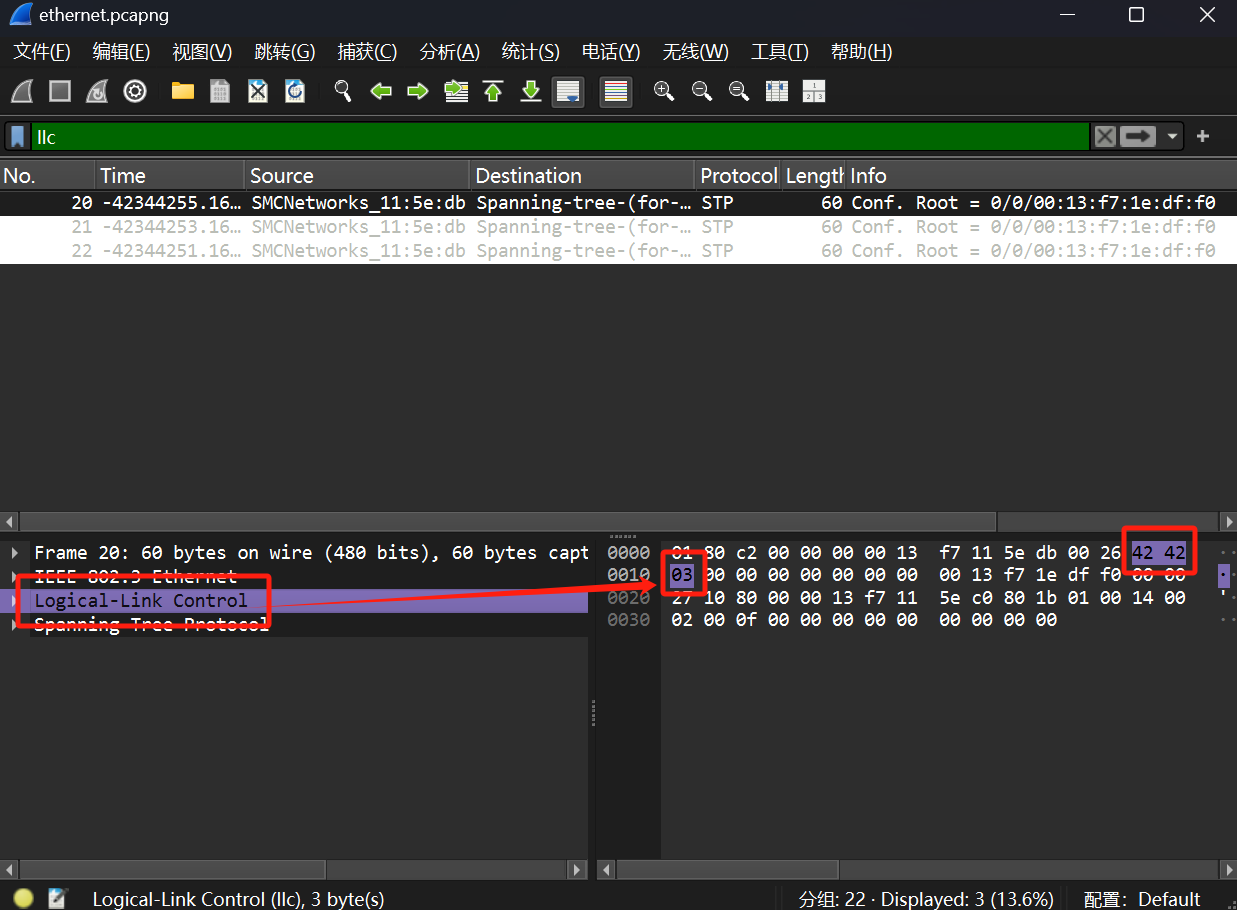 ethernet.pcapng
文件(F) 编辑(E) 视图(V) 跳转(G) 捕获(C) 分析(A) 统计(S) 电话(Y) 无线(W) 工具(T) 帮助(H)
llc
No. Time Source Destination Protocol Length Info
20 -42344255.16… SMCNetworks_11:5e:db Spanning-tree-(for-… STP 60 Conf. Root = 0/0/00:13:f7:1e:df:f0
21 -42344253.16… SMCNetworks_11:5e:db Spanning-tree-(for-… STP 60 Conf. Root = 0/0/00:13:f7:1e:df:f0
22 -42344251.16… SMCNetworks_11:5e:db Spanning-tree-(for-… STP 60 Conf. Root = 0/0/00:13:f7:1e:df:f0
Frame 20: 60 bytes on wire (480 bits), 60 bytes capt
IEEE 802.3 Ethernet
Logical-Link Control
Spanning Tree Protocol
0000 01 80 c2 00 00 00 00 13 f7 11 5e db 00 26 42 42
0010 03 00 00 00 00 00 00 00 00 13 f7 1e df f0 00 00
0020 27 10 80 00 00 13 f7 11 5e c0 80 1b 01 00 14 00
0030 02 00 0f 00 00 00 00 00 00 00 00 00
Logical-Link Control (llc), 3 byte(s)
分组: 22 · Displayed: 3 (13.6%)
配置: Default